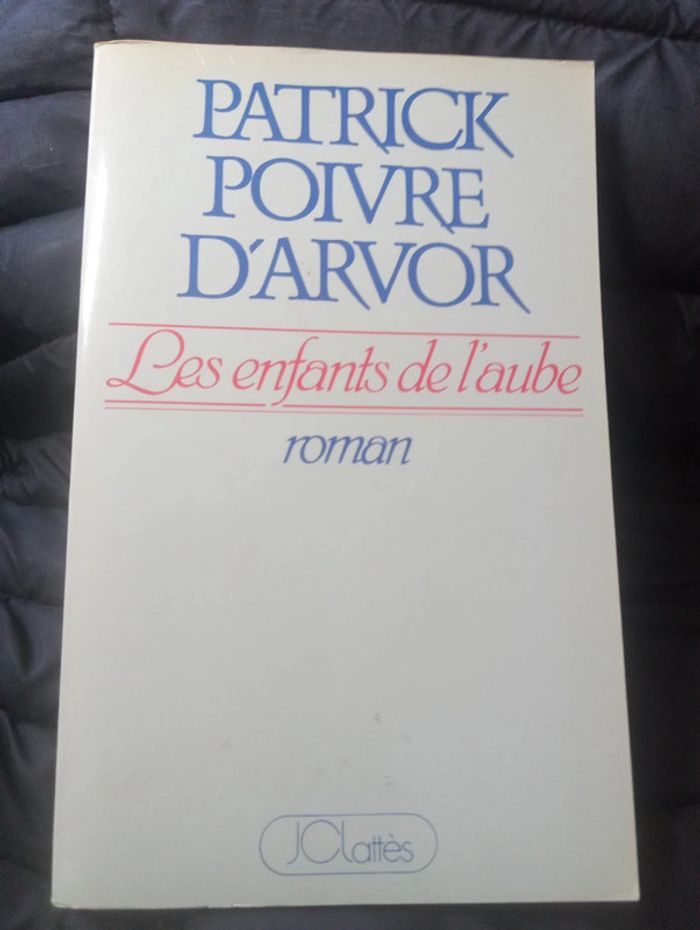 PATRICK
POIVRE
D'ARVOR
Les enfants de l'aube
roman
JCLattès